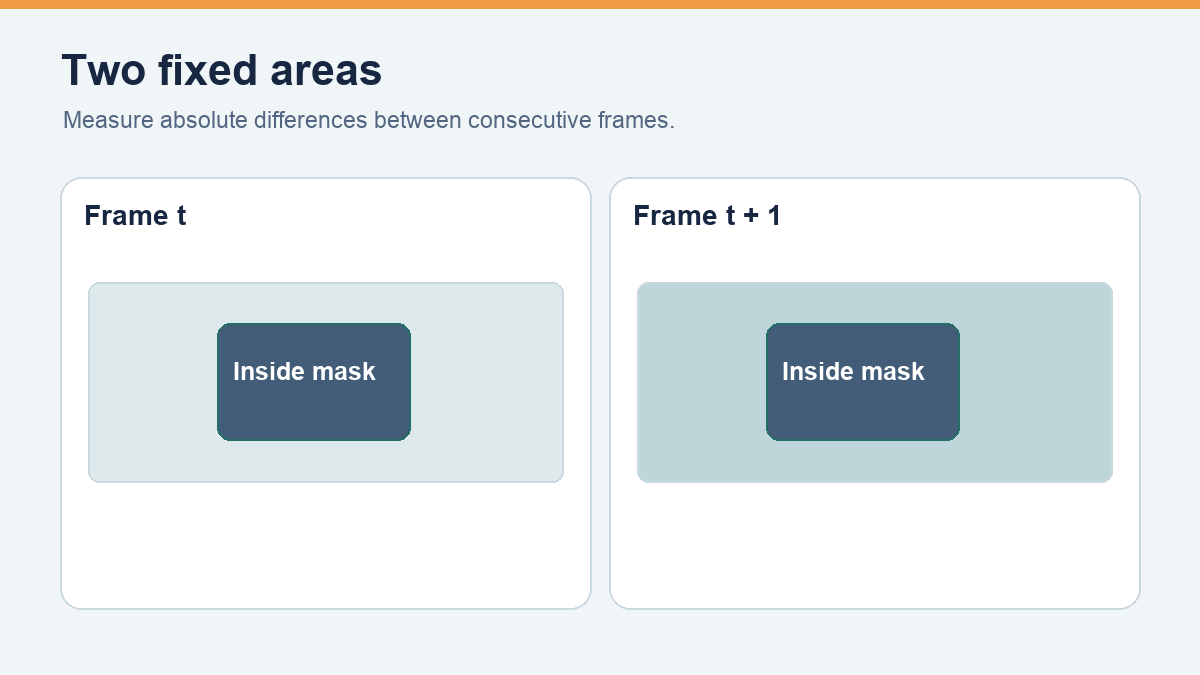 Two fixed areas
Measure absolute differences between consecutive frames.
Frame t
Inside mask
Frame t + 1
Inside mask